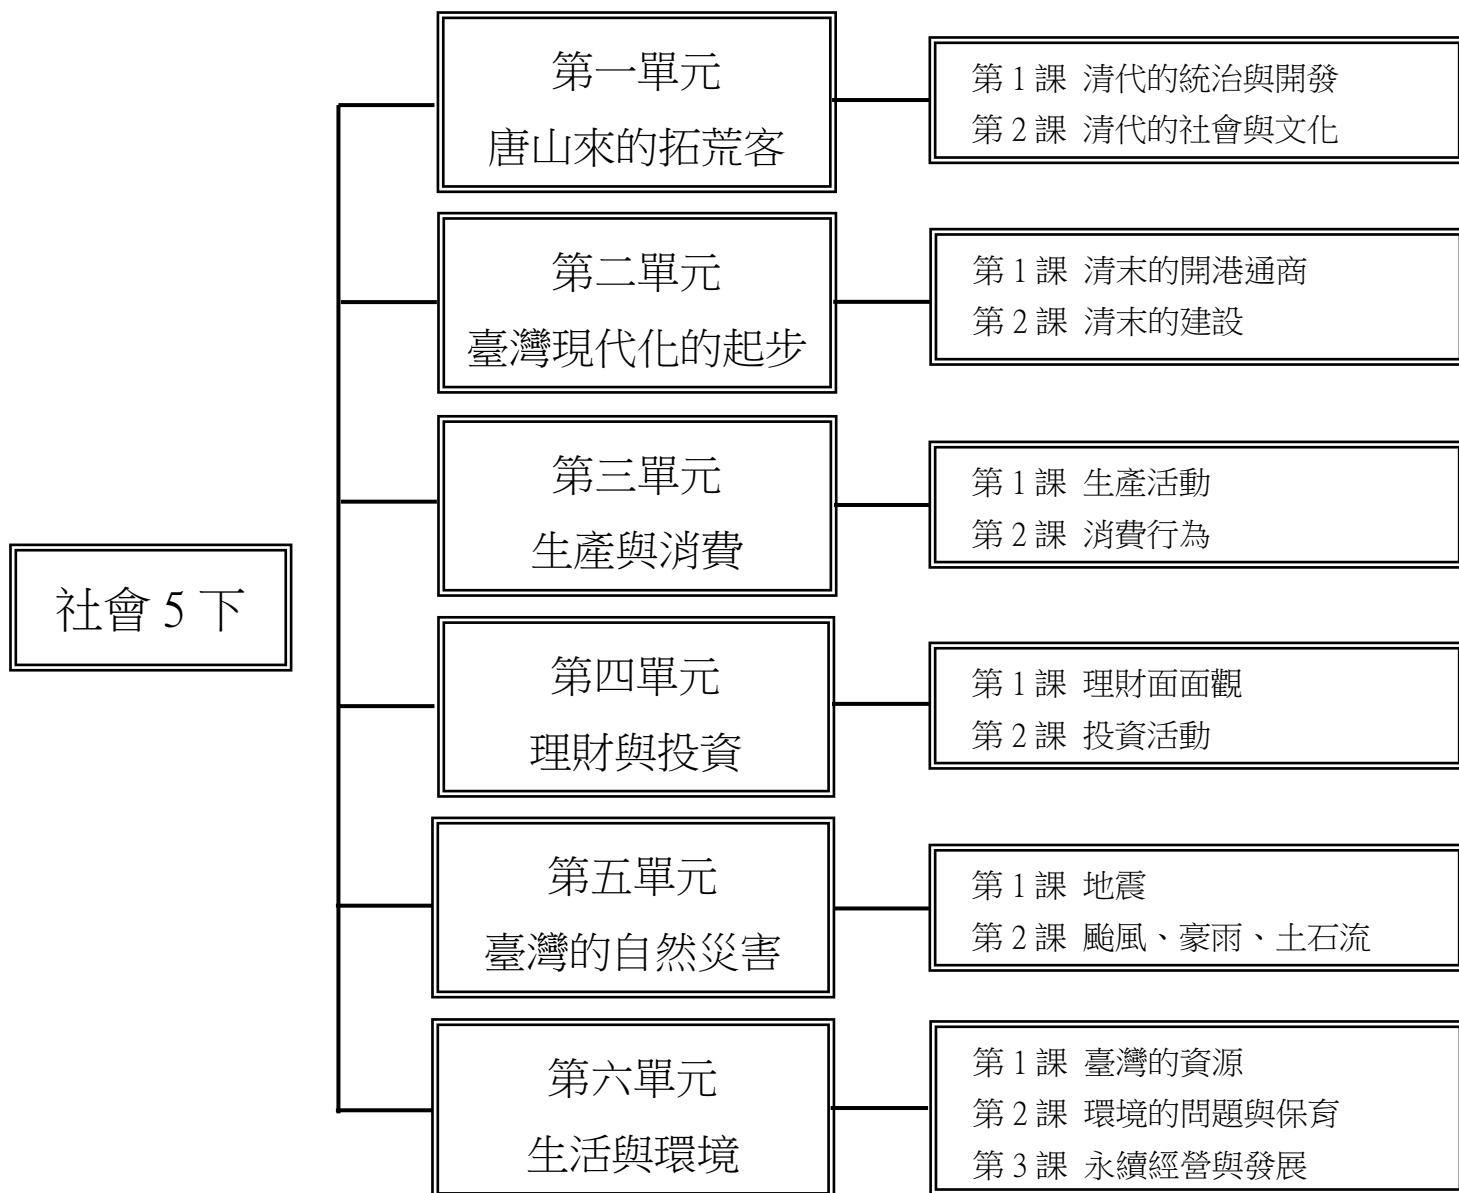 社會 5 下
第一單元
唐山來的拓荒客
第 1 課 清代的統治與開發
第 2 課 清代的社會與文化
第二單元
臺灣現代化的起步
第 1 課 清末的開港通商
第 2 課 清末的建設
第三單元
生產與消費
第 1 課 生產活動
第 2 課 消費行為
第四單元
理財與投資
第 1 課 理財面面觀
第 2 課 投資活動
第五單元
臺灣的自然災害
第 1 課 地震
第 2 課 颱風、豪雨、土石流
第六單元
生活與環境
第 1 課 臺灣的資源
第 2 課 環境的問題與保育
第 3 課 永續經營與發展